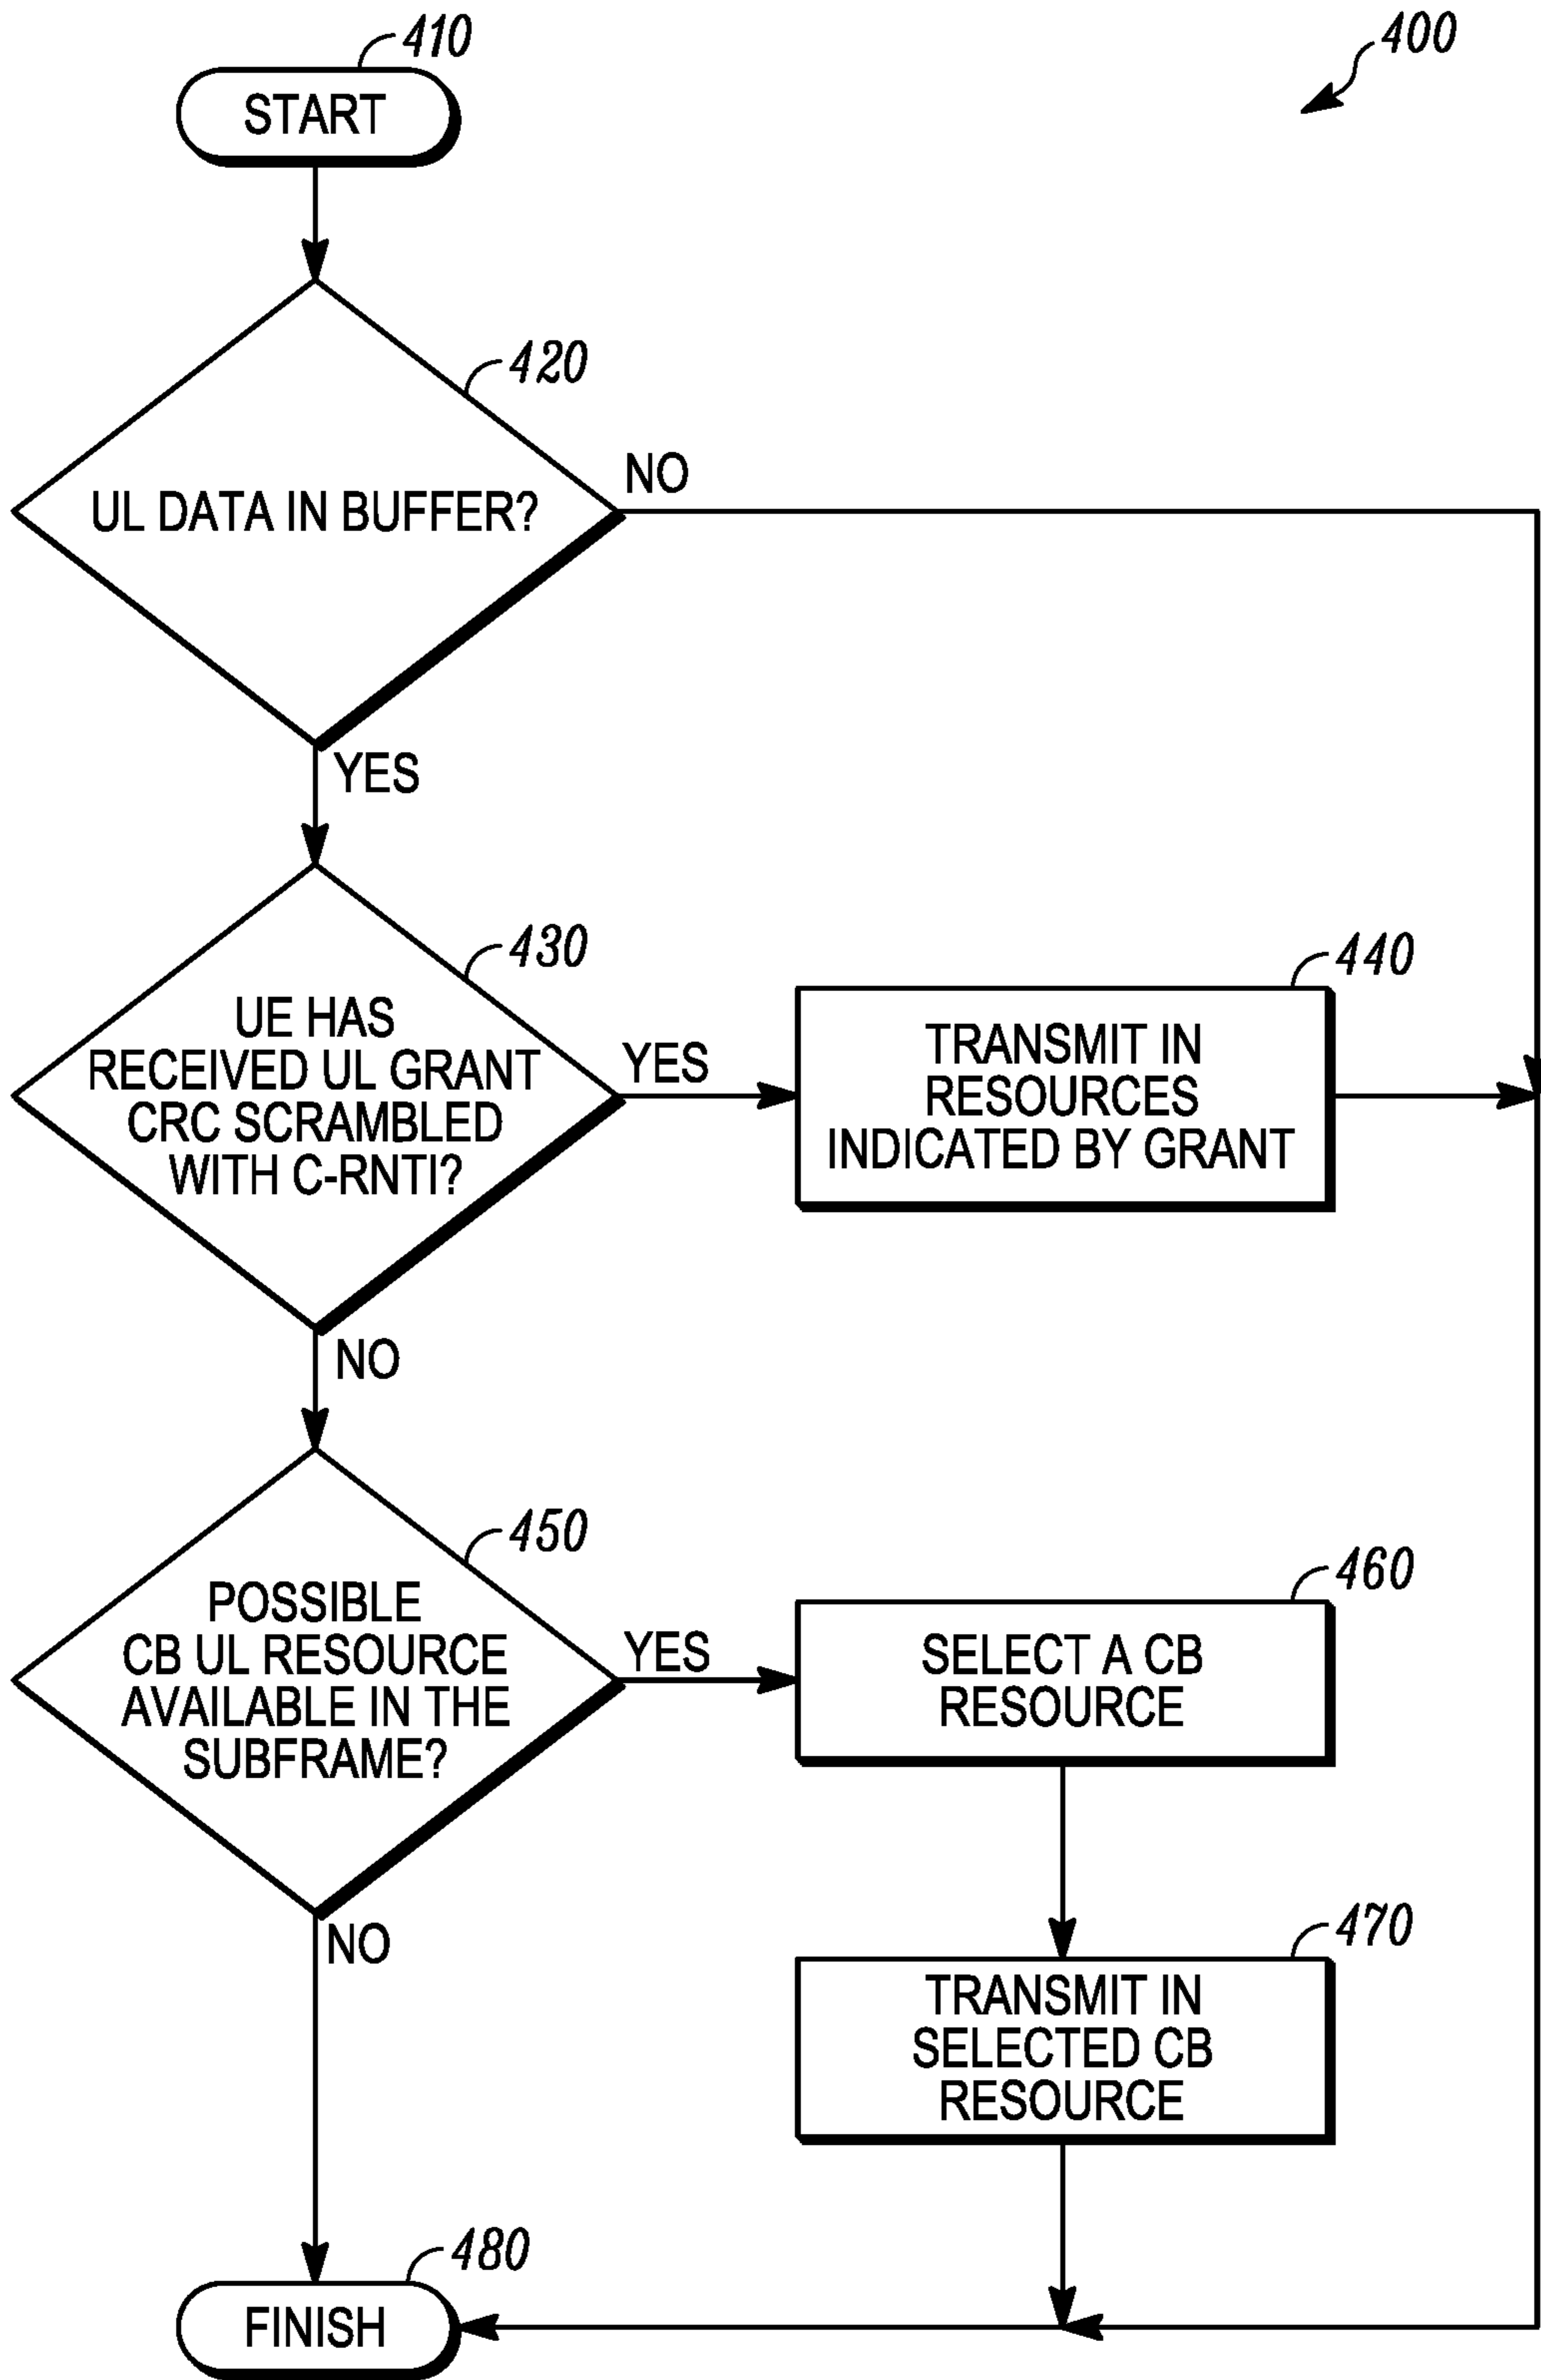 410
400
START
420
NO
UL DATA IN BUFFER?
YES
430
440
UE HAS
RECEIVED UL GRANT
CRC SCRAMBLED
WITH C-RNTI?
YES
TRANSMIT IN
RESOURCES
INDICATED BY GRANT
NO
450
460
POSSIBLE
CB UL RESOURCE
AVAILABLE IN THE
SUBFRAME?
YES
SELECT A CB
RESOURCE
NO
470
TRANSMIT IN
SELECTED CB
RESOURCE
480
FINISH